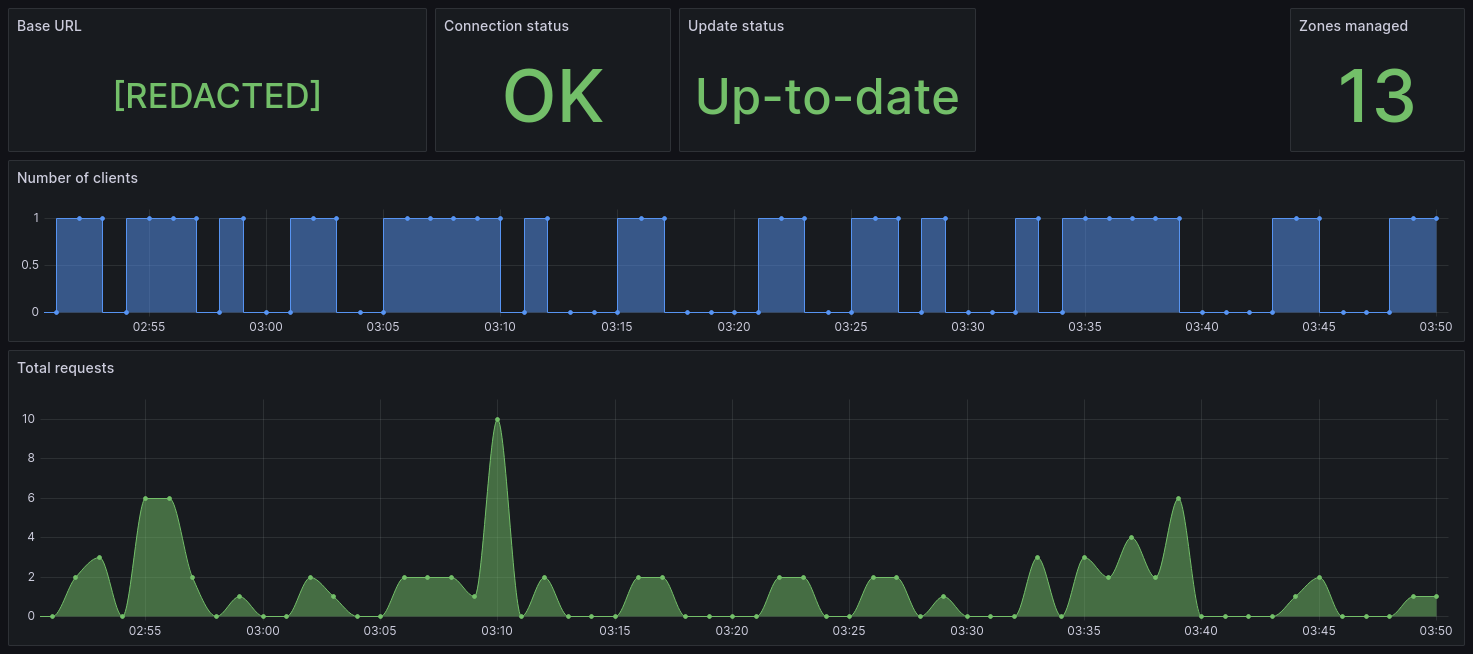 Base URL
[REDACTED]
Connection status
OK
Update status
Up-to-date
Zones managed
13
Number of clients
1
0.5
0
02:55 03:00 03:05 03:10 03:15 03:20 03:25 03:30 03:35 03:40 03:45 03:50
Total requests
10
8
6
4
2
0
02:55 03:00 03:05 03:10 03:15 03:20 03:25 03:30 03:35 03:40 03:45 03:50